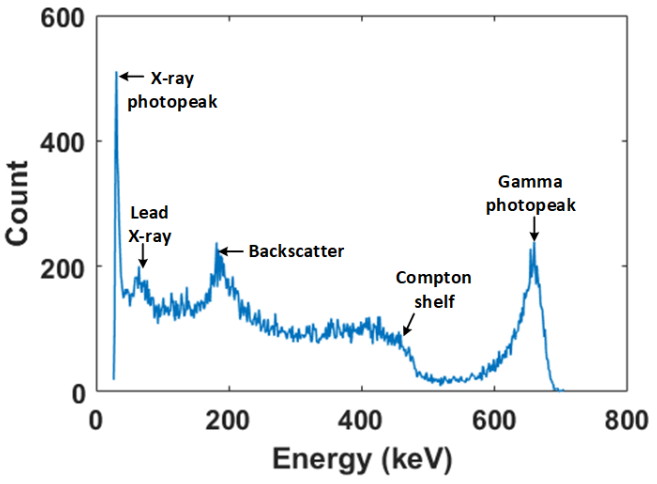 600
400
200
0
Count
X-ray
photopeak
Lead
X-ray
Backscatter
Compton
shelf
Gamma
photopeak
0
200
400
600
800
Energy (keV)